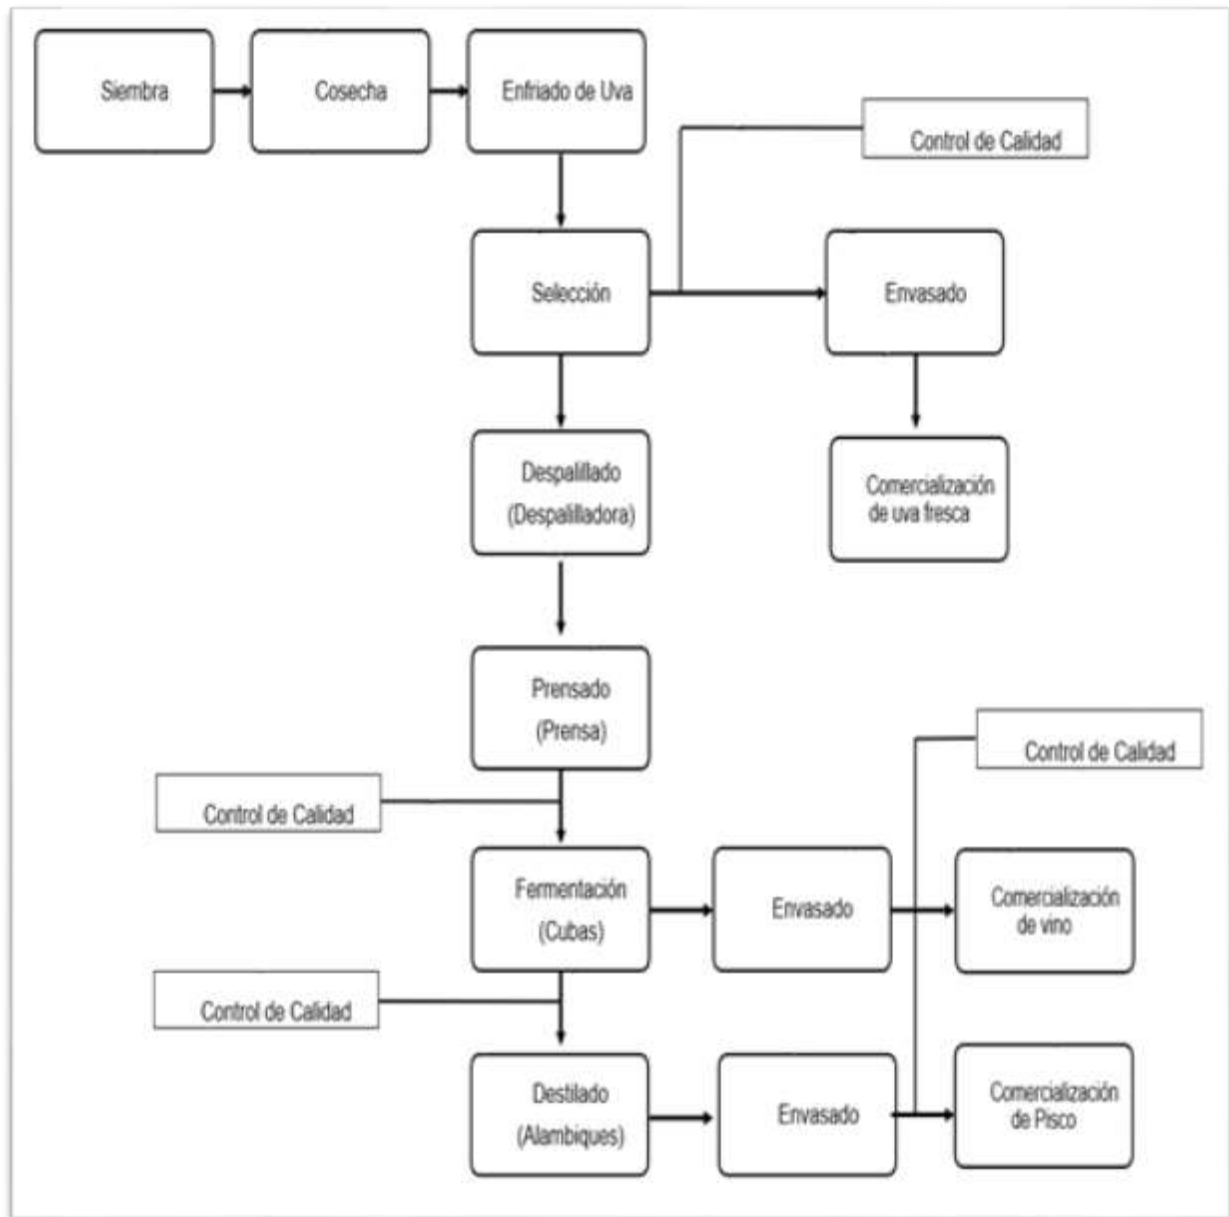 Siembra
Cosecha
Enfriado de Uva
Control de Calidad
Selección
Envasado
Despalillado
(Despalilladora)
Comercialización
de uva fresca
Prensado
(Prensa)
Control de Calidad
Control de Calidad
Fermentación
(Cubas)
Envasado
Comercialización
de vino
Control de Calidad
Destilado
(Alambiques)
Envasado
Comercialización
de Pisco